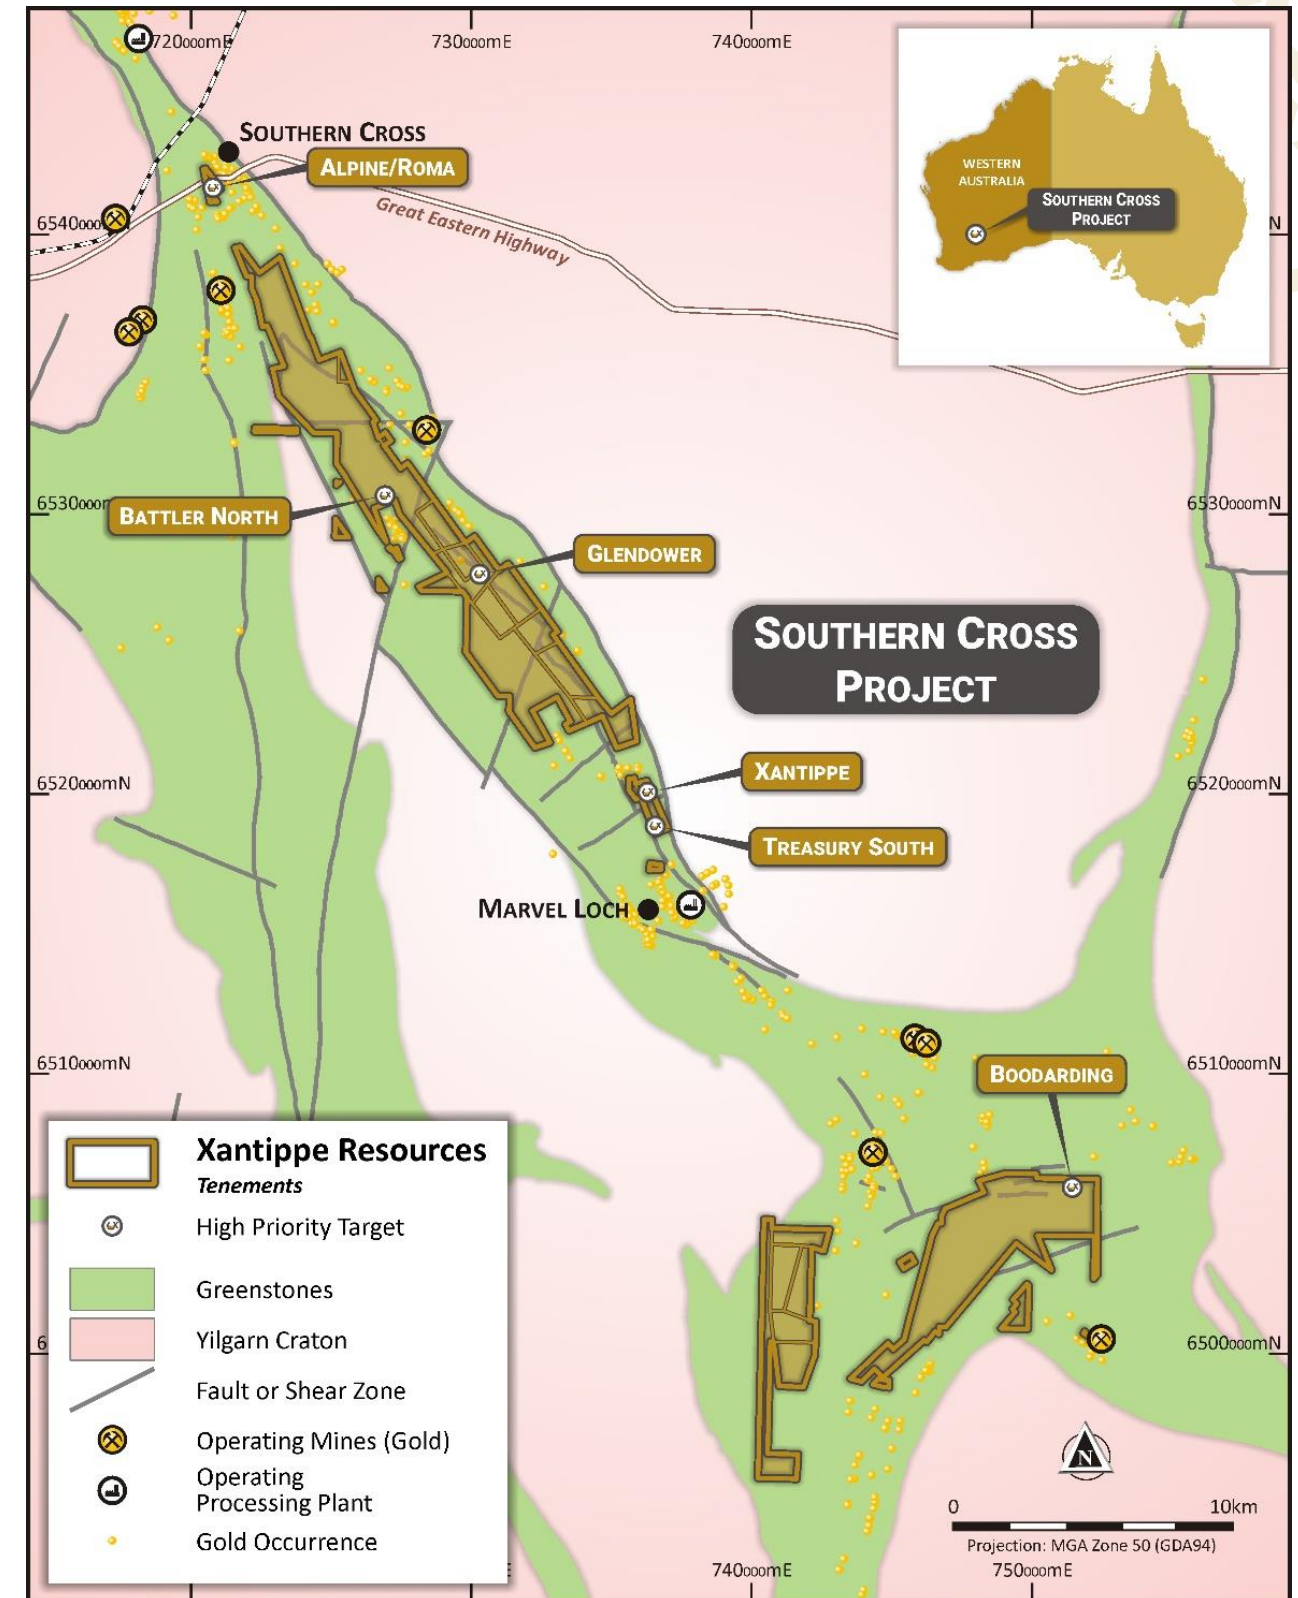 720000mE
730000mE
740000mE
SOUTHERN CROSS
ALPINE/ROMA
Great Eastern Highway
WESTERN
AUSTRALIA
SOUTHERN CROSS
PROJECT
6540000
N
6530000m
6530000mN
BATTLER NORTH
GLENDOWER
SOUTHERN CROSS
PROJECT
XANTIPPE
6520000mN
6520000mN
TREASURY SOUTH
MARVEL LOCH
6510000mN
6510000mN
BOODARDING
Xantippe Resources
Tenements
High Priority Target
Greenstones
Yilgarn Craton
6
6500000mN
Fault or Shear Zone
Operating Mines (Gold)
Operating
Processing Plant
Gold Occurrence
N
0 10km
Projection: MGA Zone 50 (GDA94)
E
740000mE
750000mE